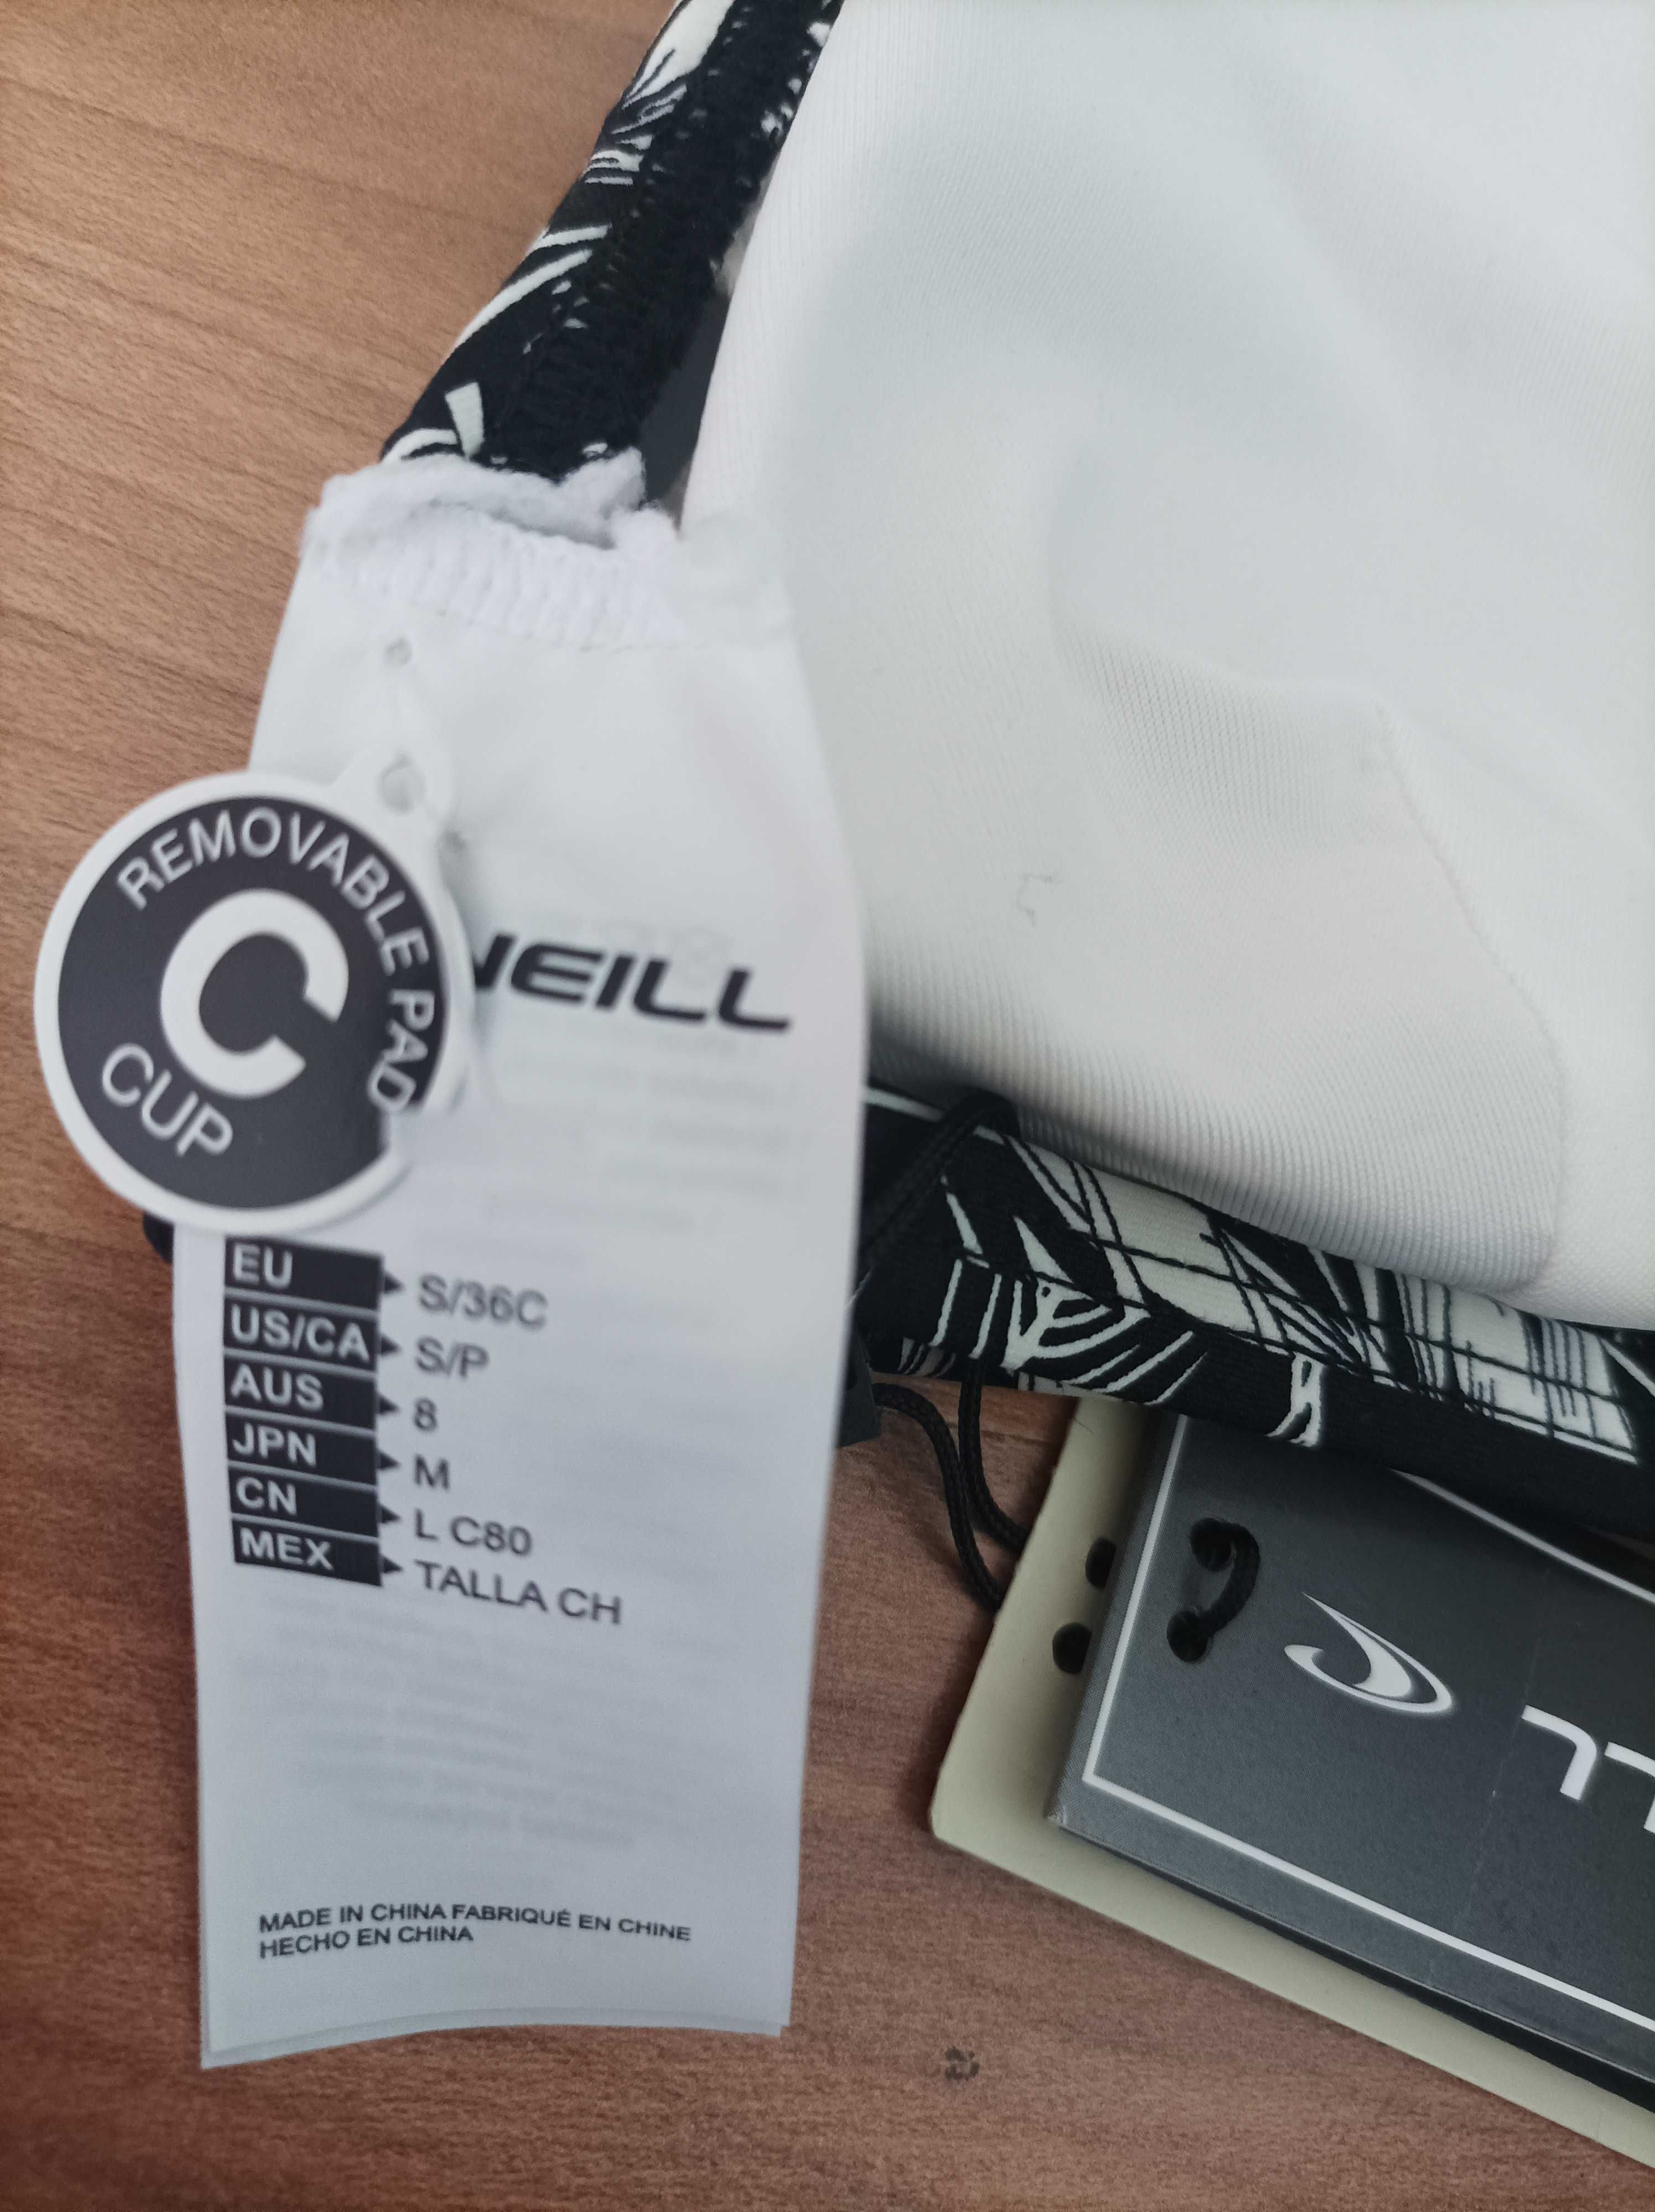 REMOVABLE PAD
C
CUP
NEILL
EU S/36C
US/CA S/P
AUS 8
JPN M
CN L C80
MEX TALLA CH
MADE IN CHINA FABRIQUÉ EN CHINE
HECHO EN CHINA